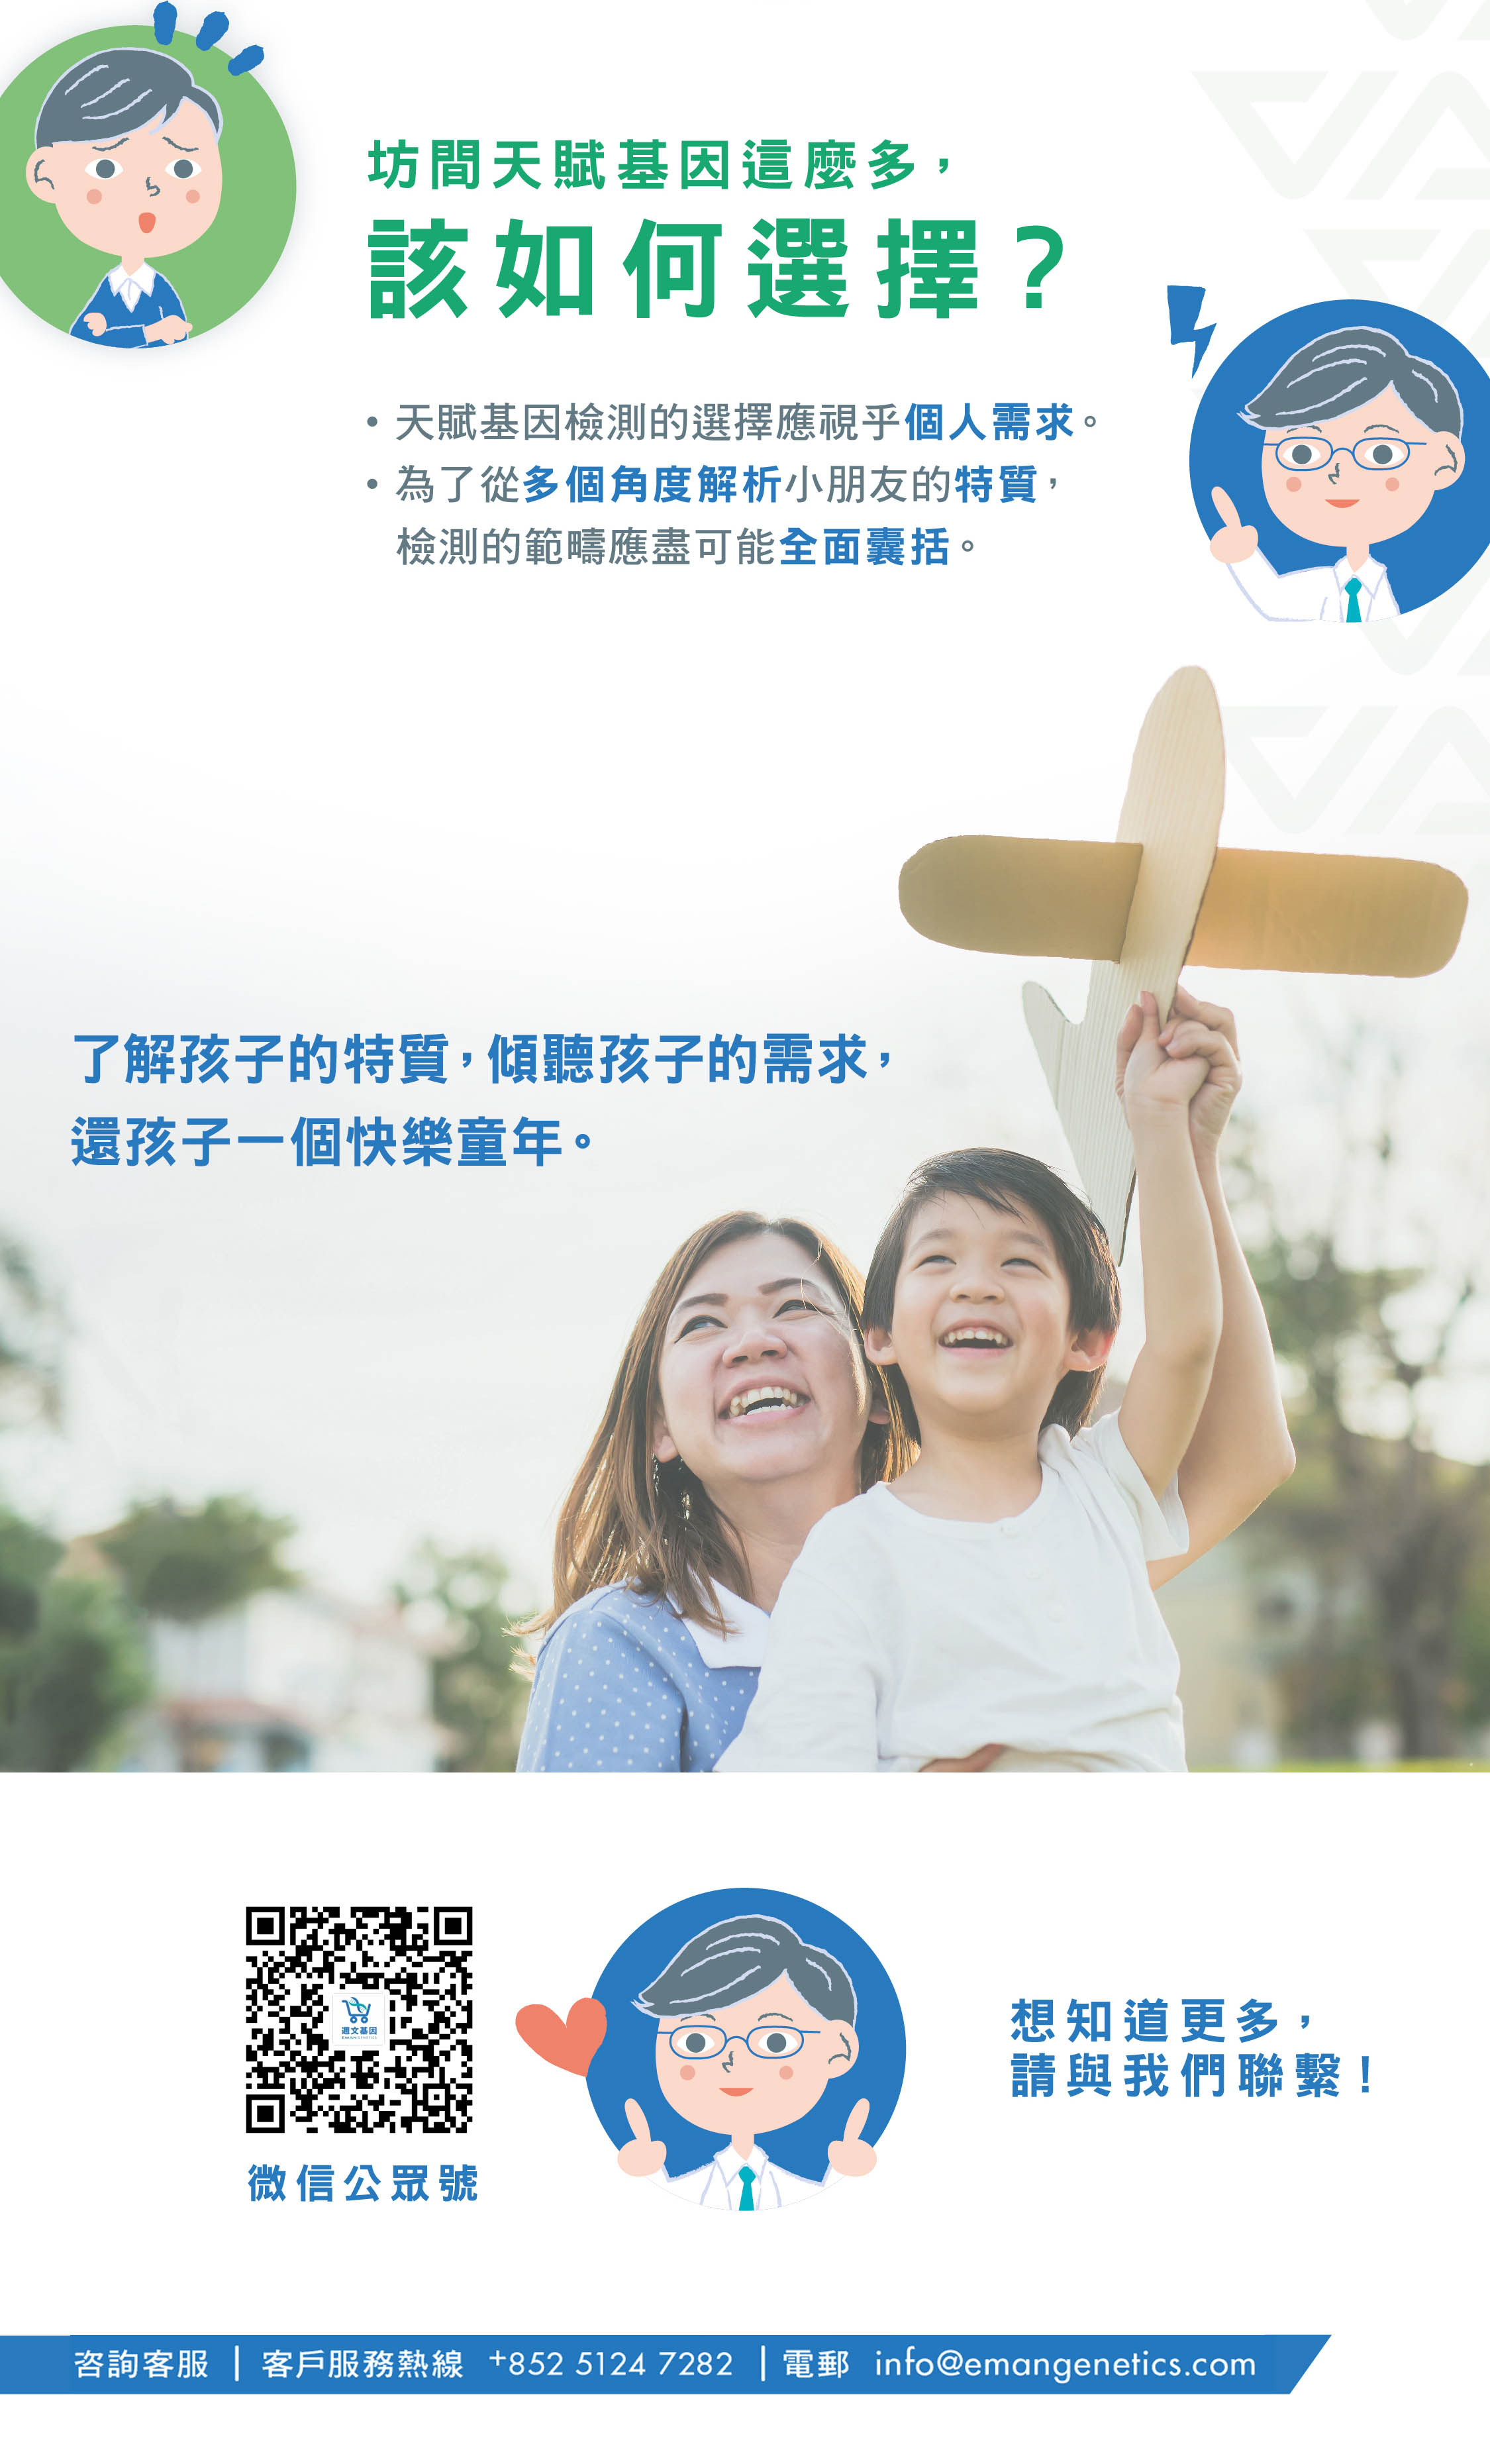 坊間天賦基因這麼多，
該如何選擇？
• 天賦基因檢測的選擇應視乎個人需求。
• 為了從多個角度解析小朋友的特質，
檢測的範疇應盡可能全面囊括。
了解孩子的特質，傾聽孩子的需求，
還孩子一個快樂童年。
想知道更多，
請與我們聯繫！
微信公眾號
咨詢客服 | 客戶服務熱線 +852 5124 7282 | 電郵 info@emangenetics.com